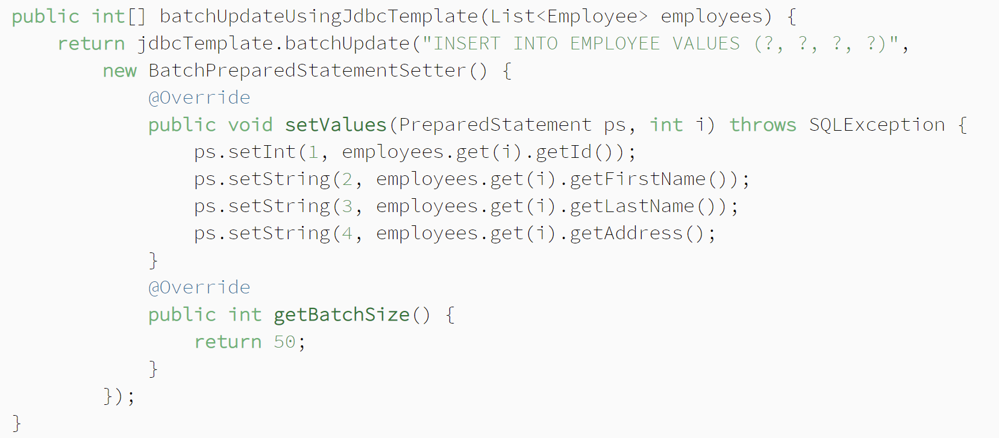 public int[] batchUpdateUsingJdbcTemplate(List<Employee> employees) {
    return jdbcTemplate.batchUpdate("INSERT INTO EMPLOYEE VALUES (?, ?, ?, ?)",
        new BatchPreparedStatementSetter() {
            @Override
            public void setValues(PreparedStatement ps, int i) throws SQLException {
                ps.setInt(1, employees.get(i).getId());
                ps.setString(2, employees.get(i).getFirstName());
                ps.setString(3, employees.get(i).getLastName());
                ps.setString(4, employees.get(i).getAddress();
            }
            @Override
            public int getBatchSize() {
                return 50;
            }
        });
}